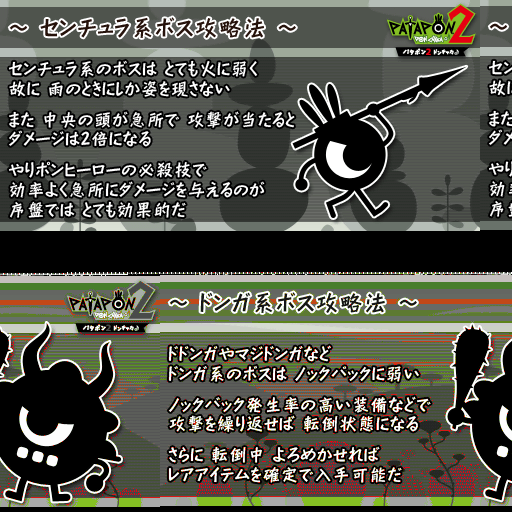 ～ センチュラ系ボス攻略法 ～
PATAPON2
DON-CHAKA
パタポン2 ドンチャカ♪
センチュラ系のボスは とても火に弱く
故に 雨のときにしか姿を現さない
また 中央の頭が急所で 攻撃が当たると
ダメージは2倍になる
やりポンヒーローの必殺技で
効率よく急所にダメージを与えるのが
序盤では とても効果的だ
～
センチ
故に
また
ダメー
やりポ
効率
序盤
PATAPON2
DON-CHAKA
パタポン2 ドンチャカ♪
～ ドンガ系ボス攻略法 ～
ドドンガやマジドンガなど
ドンガ系のボスは ノックバックに弱い
ノックバック発生率の高い装備などで
攻撃を繰り返せば 転倒状態になる
さらに 転倒中 よろめかせれば
レアアイテムを確定で入手可能だ